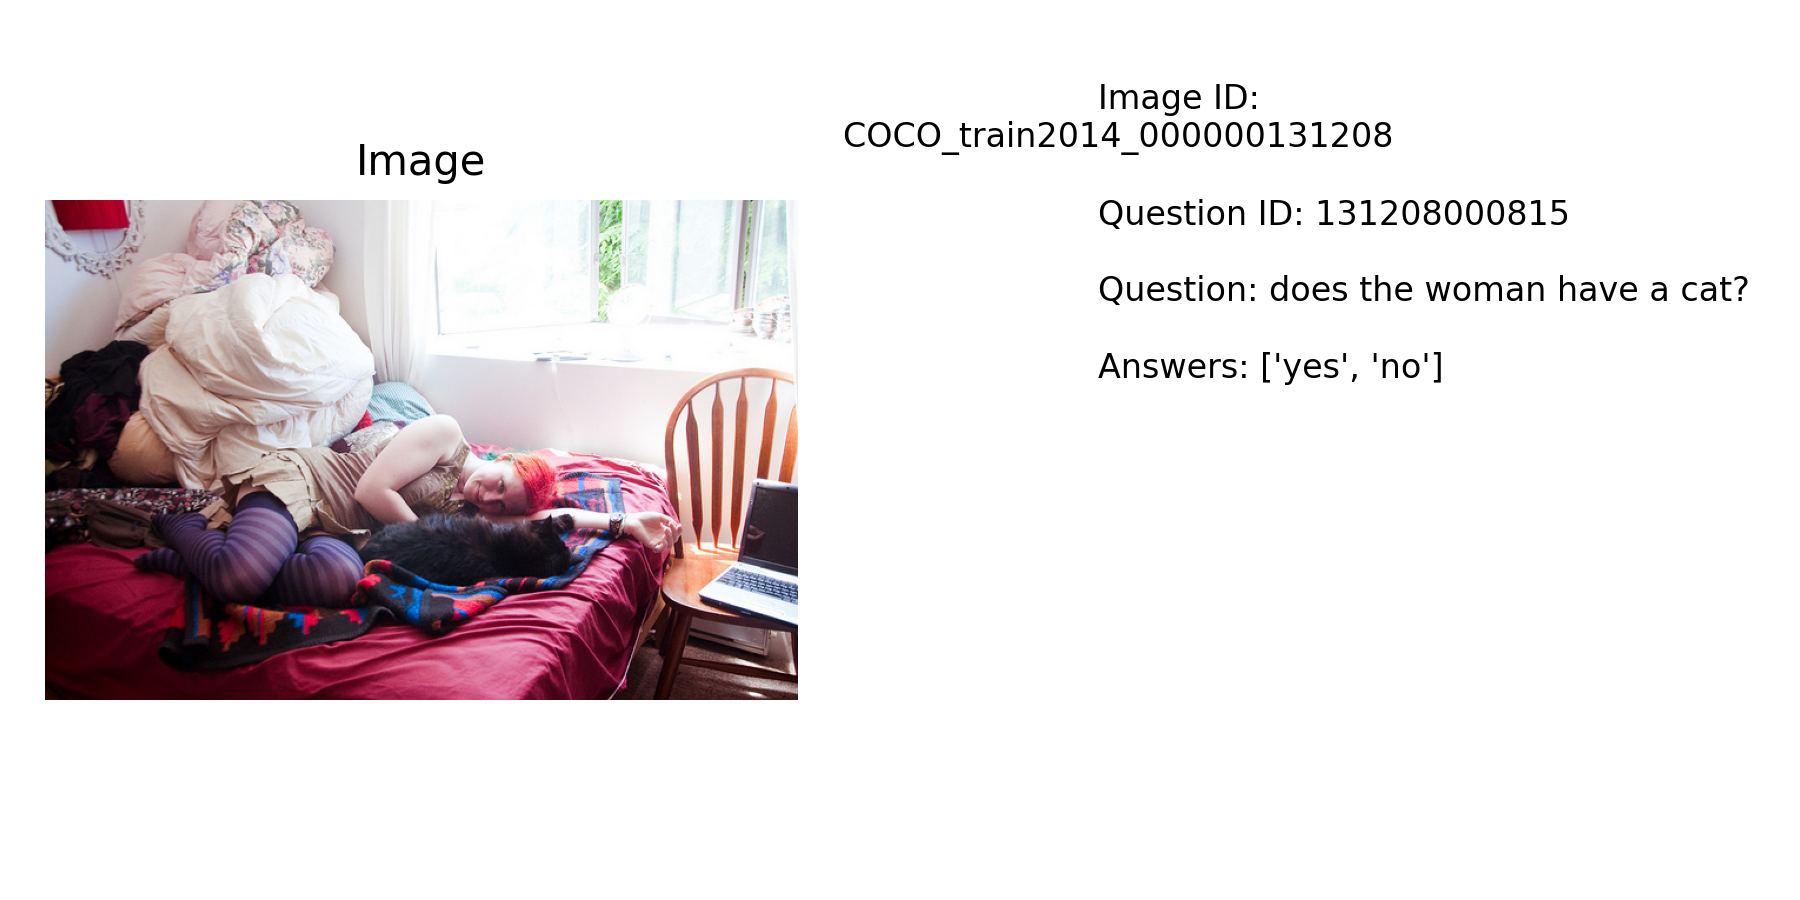 Image
Image ID:
COCO_train2014_000000131208
Question ID: 131208000815
Question: does the woman have a cat?
Answers: ['yes', 'no']